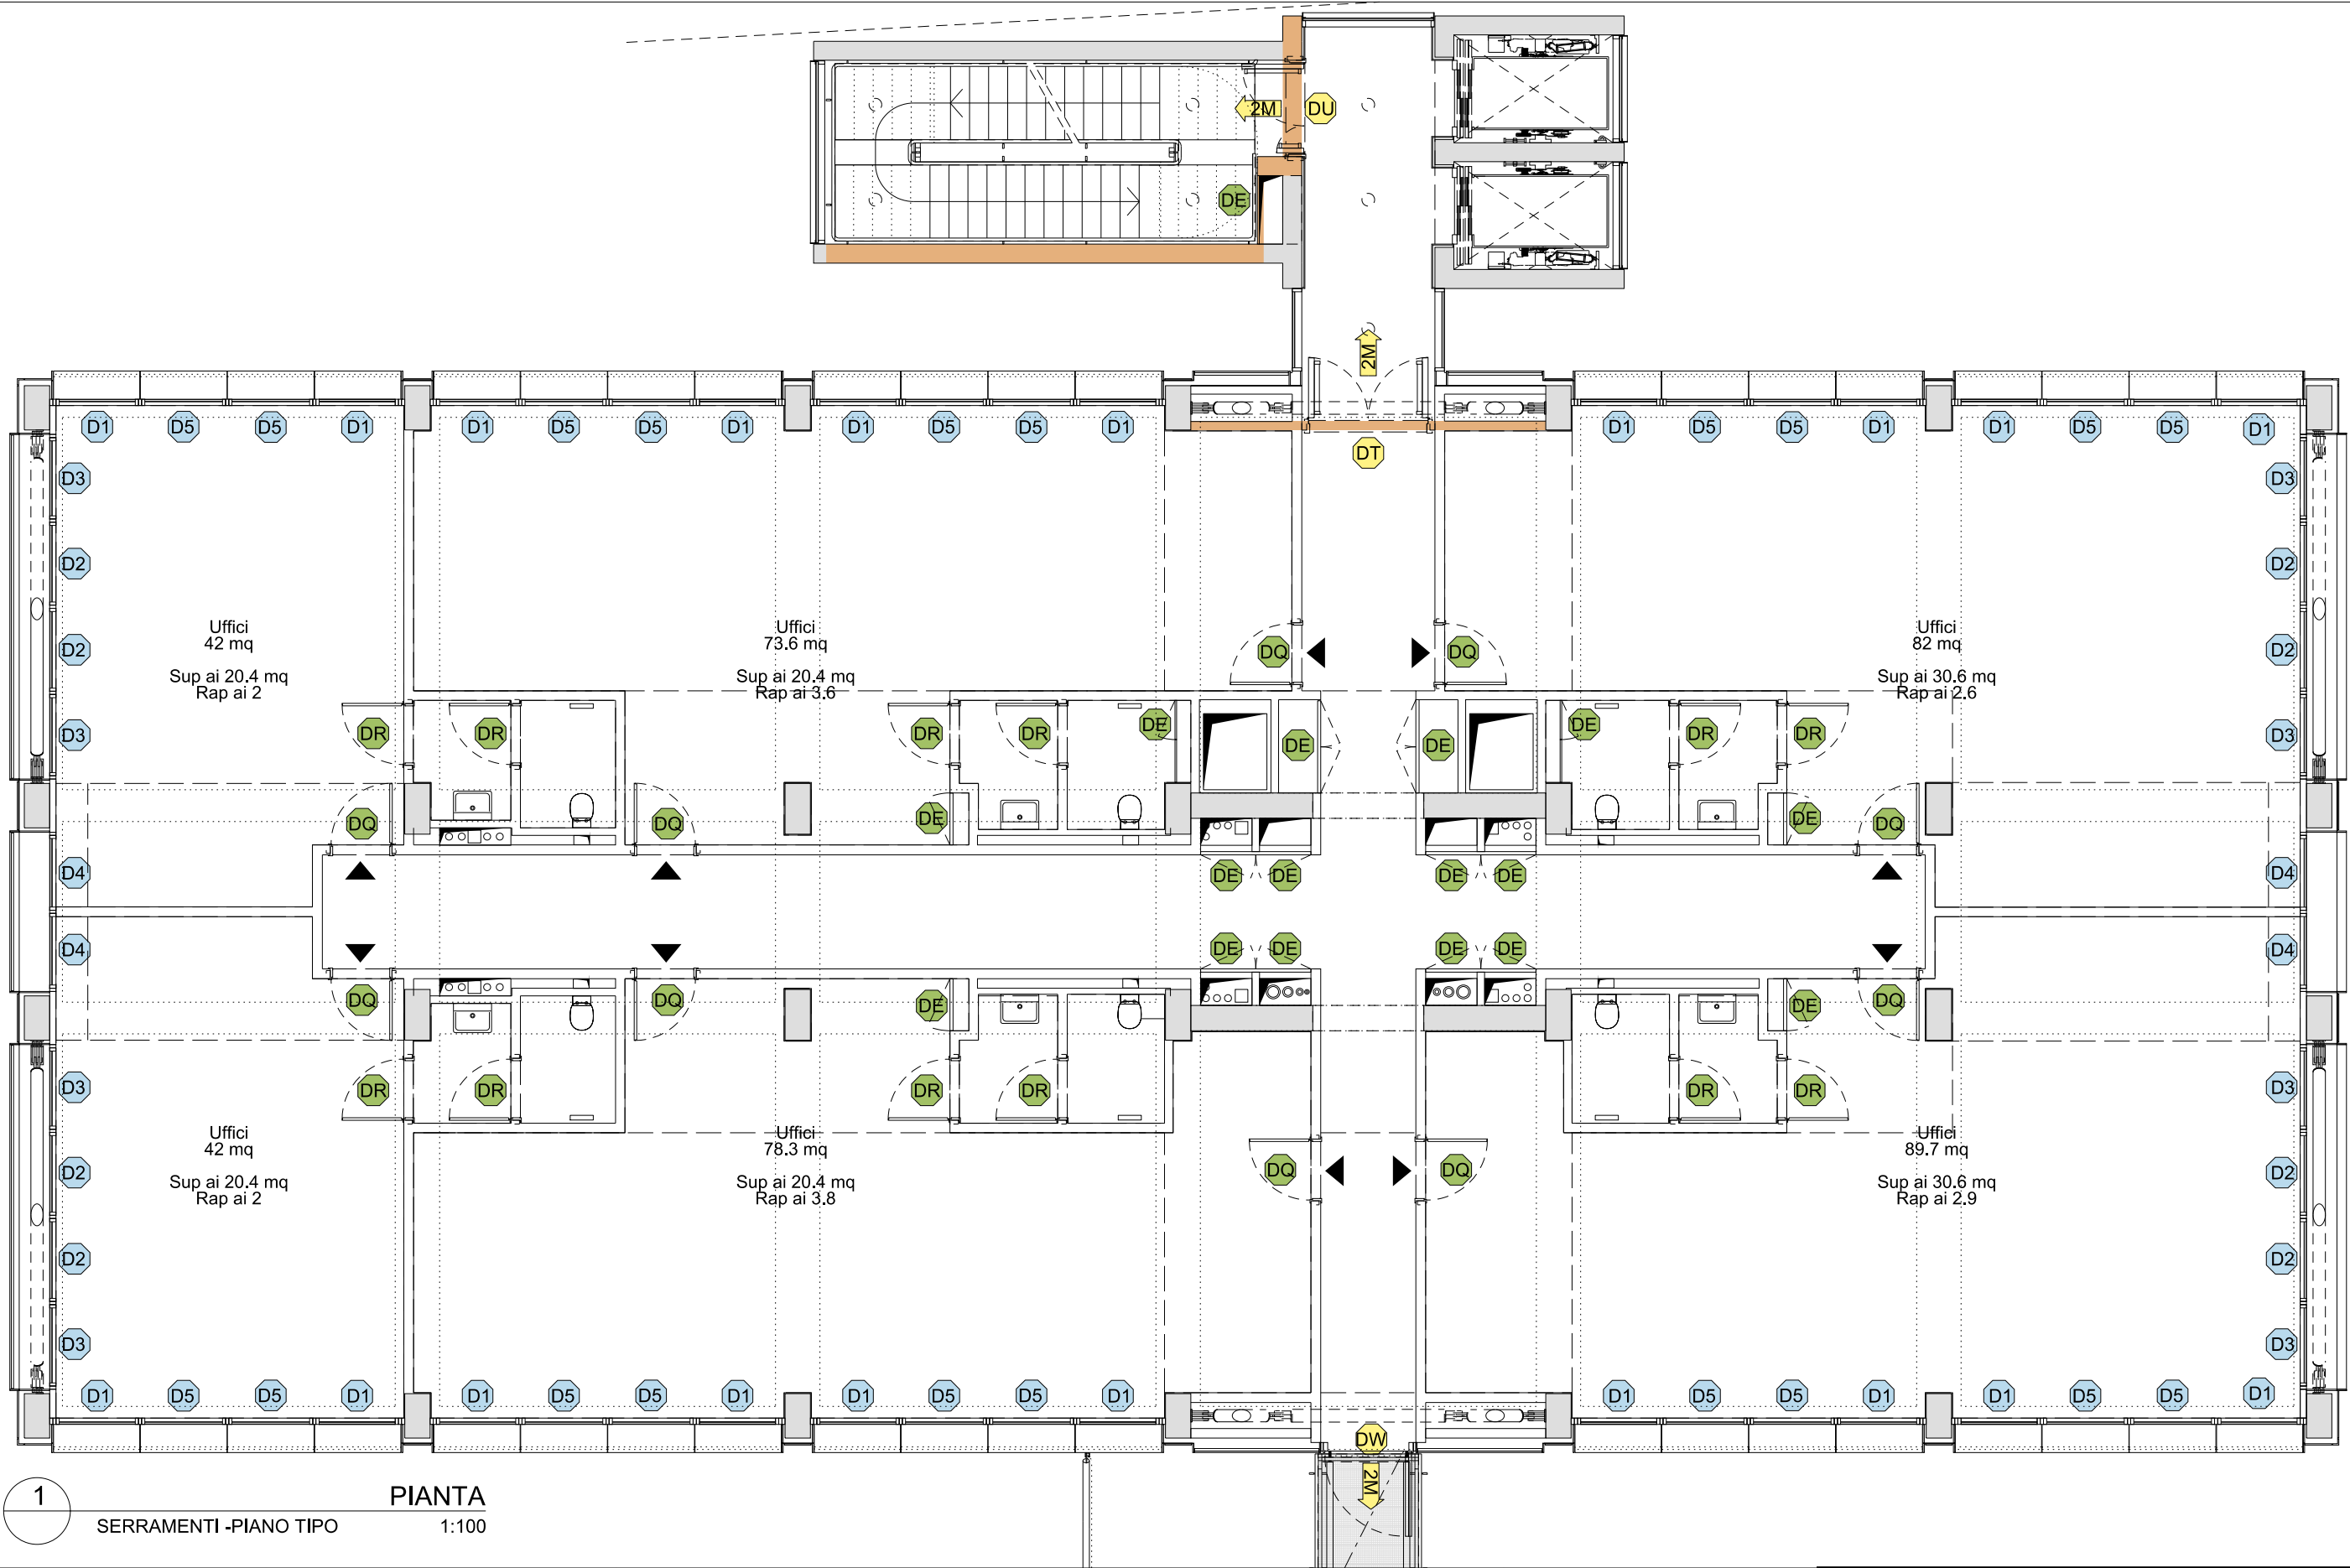 2M DU
DE
2M
D1 D5 D5 D1 D1 D5 D5 D1 D1 D5 D5 D1 D1 D5 D5 D1 D1 D5 D5 D1
DT
D3 D3
D2 D2
Uffici Uffici Uffici
42 mq 73.6 mq 82 mq
D2 DQ DQ D2
Sup ai 20.4 mq Sup ai 20.4 mq Sup ai 30.6 mq
Rap ai 2 Rap ai 3.6 Rap ai 2.6
DE DE
D3 DR DR DR DR DE DE DR DR D3
DQ DQ DE DE DQ
D4 DE DE DE DE D4
D4 DE DE DE DE D4
DQ DQ DE DE DQ
D3 DR DR DR DR DR DR D3
Uffici Uffici Uffici
42 mq 78.3 mq 89.7 mq
D2 DQ DQ D2
Sup ai 20.4 mq Sup ai 20.4 mq Sup ai 30.6 mq
Rap ai 2 Rap ai 3.8 Rap ai 2.9
D2 D2
D3 D3
D1 D5 D5 D1 D1 D5 D5 D1 D1 D5 D5 D1 D1 D5 D5 D1 D1 D5 D5 D1
DW
2M
1 PIANTA
SERRAMENTI -PIANO TIPO 1:100